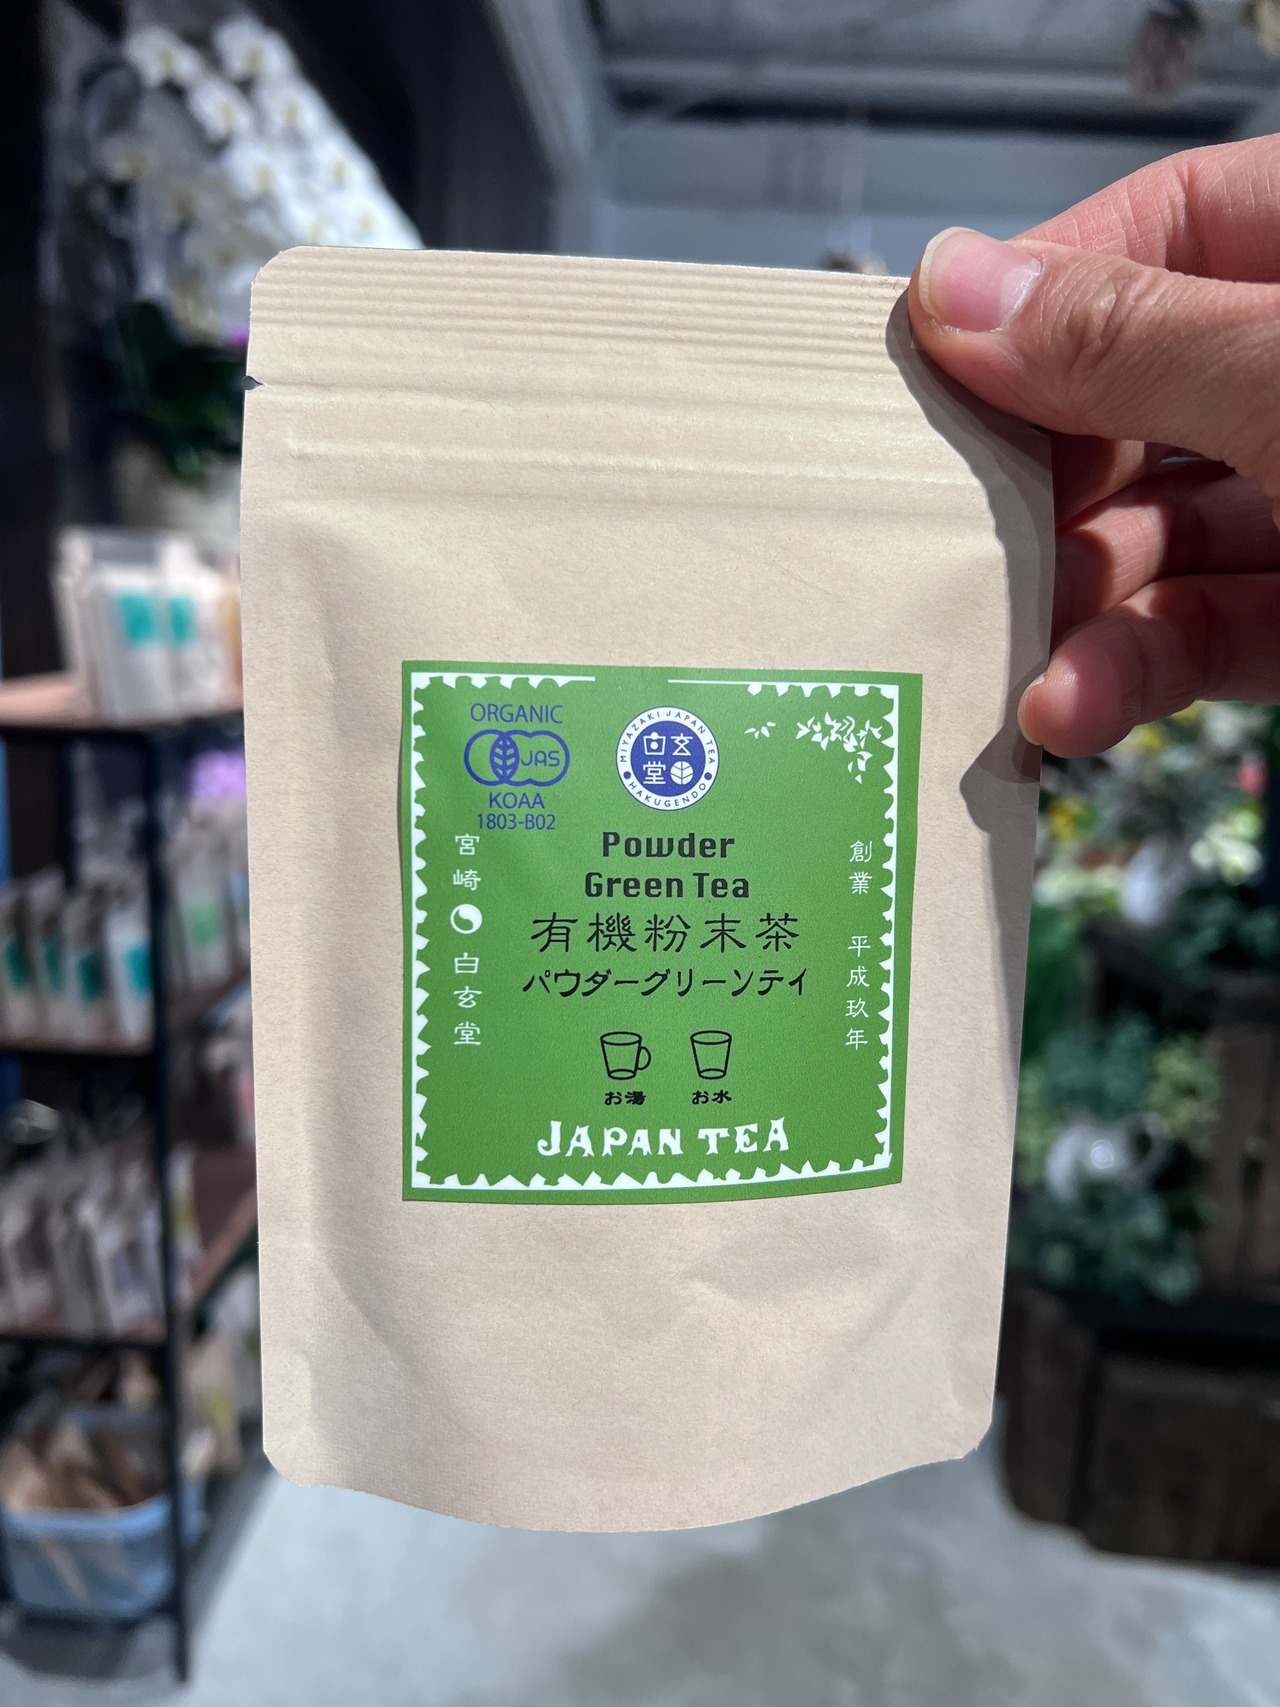 ORGANIC
JAS
KOAA
1803-B02
MIYAZAKI JAPAN TEA
HAKUGENDO
白玄堂
宮崎白玄堂
創業 平成玖年
Powder
Green Tea
有機粉末茶
パウダーグリーンテイ
お湯 お水
JAPAN TEA